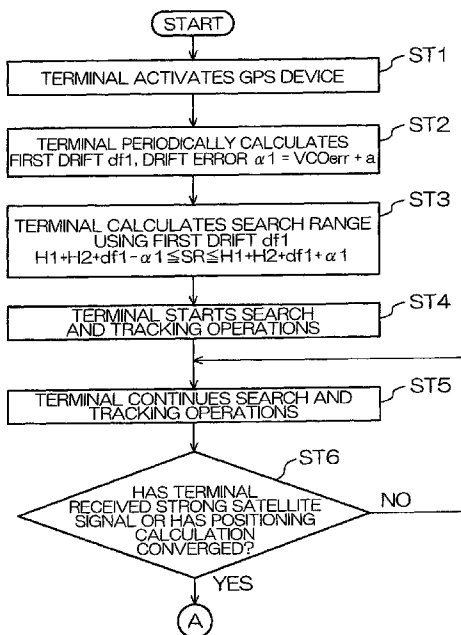 START
ST1
TERMINAL ACTIVATES GPS DEVICE
ST2
TERMINAL PERIODICALLY CALCULATES
FIRST DRIFT df1, DRIFT ERROR α1 = VCOerr + a
ST3
TERMINAL CALCULATES SEARCH RANGE
USING FIRST DRIFT df1
H1+H2+df1-α1≦SR≦H1+H2+df1+α1
ST4
TERMINAL STARTS SEARCH
AND TRACKING OPERATIONS
ST5
TERMINAL CONTINUES SEARCH AND
TRACKING OPERATIONS
ST6
HAS TERMINAL
RECEIVED STRONG SATELLITE
SIGNAL OR HAS POSITIONING
CALCULATION
CONVERGED?
NO
YES
A